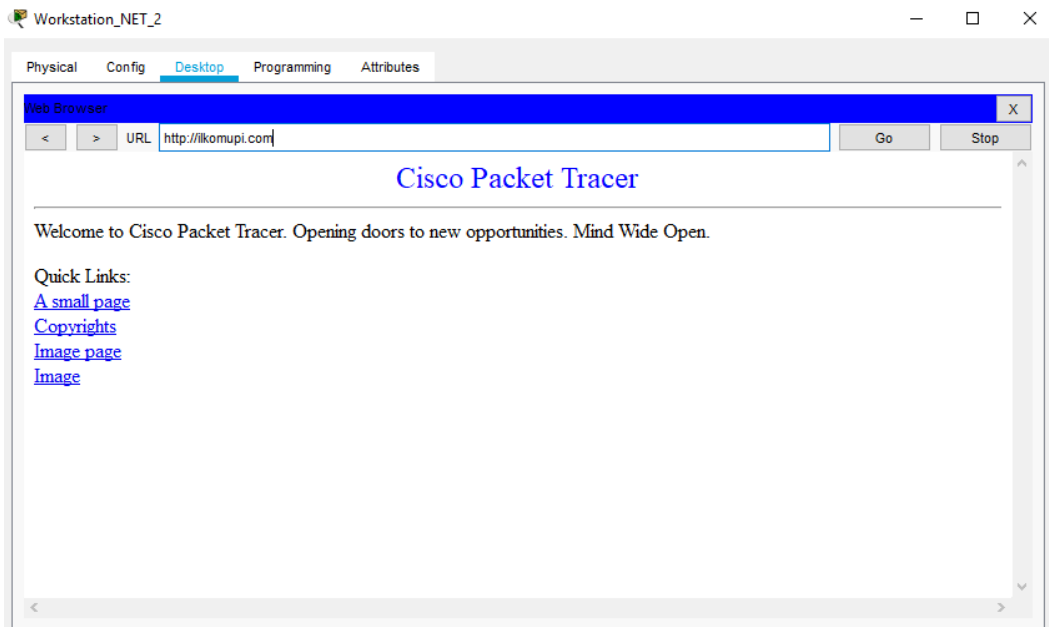 Workstation_NET_2
Physical Config Desktop Programming Attributes
Web Browser
X
< > URL http://ilkomupi.com Go Stop
Cisco Packet Tracer
Welcome to Cisco Packet Tracer. Opening doors to new opportunities. Mind Wide Open.
Quick Links:
A small page
Copyrights
Image page
Image